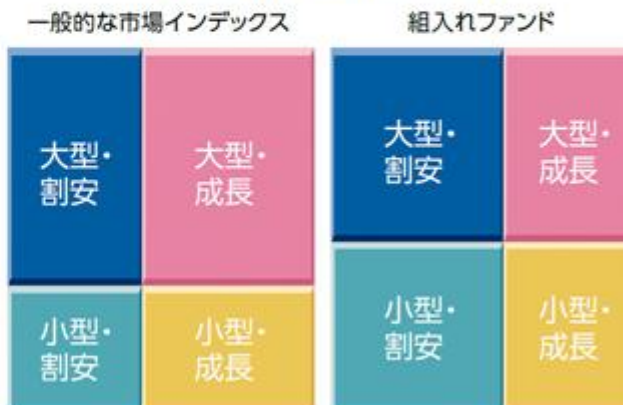 一般的な市場インデックス
組入れファンド
大型・
割安
大型・
成長
大型・
割安
大型・
成長
小型・
割安
小型・
成長
小型・
割安
小型・
成長